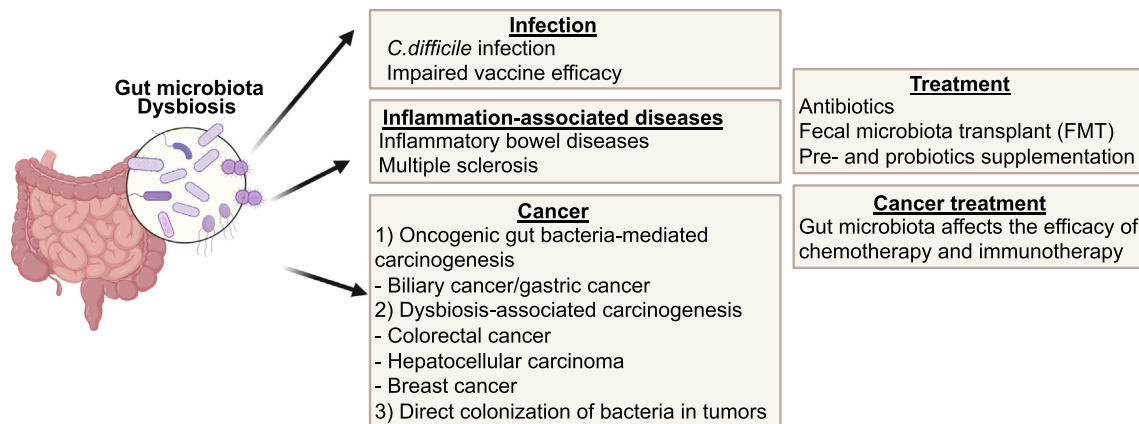 Gut microbiota
Dysbiosis
Infection
C.difficile infection
Impaired vaccine efficacy
Inflammation-associated diseases
Inflammatory bowel diseases
Multiple sclerosis
Cancer
1) Oncogenic gut bacteria-mediated
carcinogenesis
- Biliary cancer/gastric cancer
2) Dysbiosis-associated carcinogenesis
- Colorectal cancer
- Hepatocellular carcinoma
- Breast cancer
3) Direct colonization of bacteria in tumors
Treatment
Antibiotics
Fecal microbiota transplant (FMT)
Pre- and probiotics supplementation
Cancer treatment
Gut microbiota affects the efficacy of
chemotherapy and immunotherapy